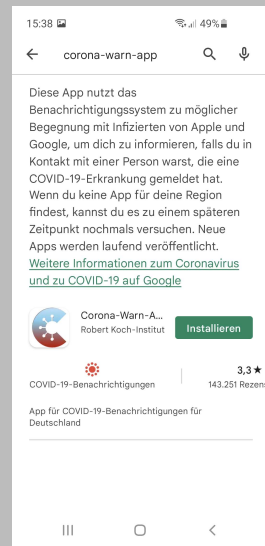 15:38 49%
corona-warn-app
Diese App nutzt das
Benachrichtigungssystem zu möglicher
Begegnung mit Infizierten von Apple und
Google, um dich zu informieren, falls du in
Kontakt mit einer Person warst, die eine
COVID-19-Erkrankung gemeldet hat.
Wenn du keine App für deine Region
findest, kannst du es zu einem späteren
Zeitpunkt nochmals versuchen. Neue
Apps werden laufend veröffentlicht.
Weitere Informationen zum Coronavirus
und zu COVID-19 auf Google
Corona-Warn-A...
Robert Koch-Institut
Installieren
3,3★
COVID-19-Benachrichtigungen
143.251 Rezens
App für COVID-19-Benachrichtigungen für
Deutschland